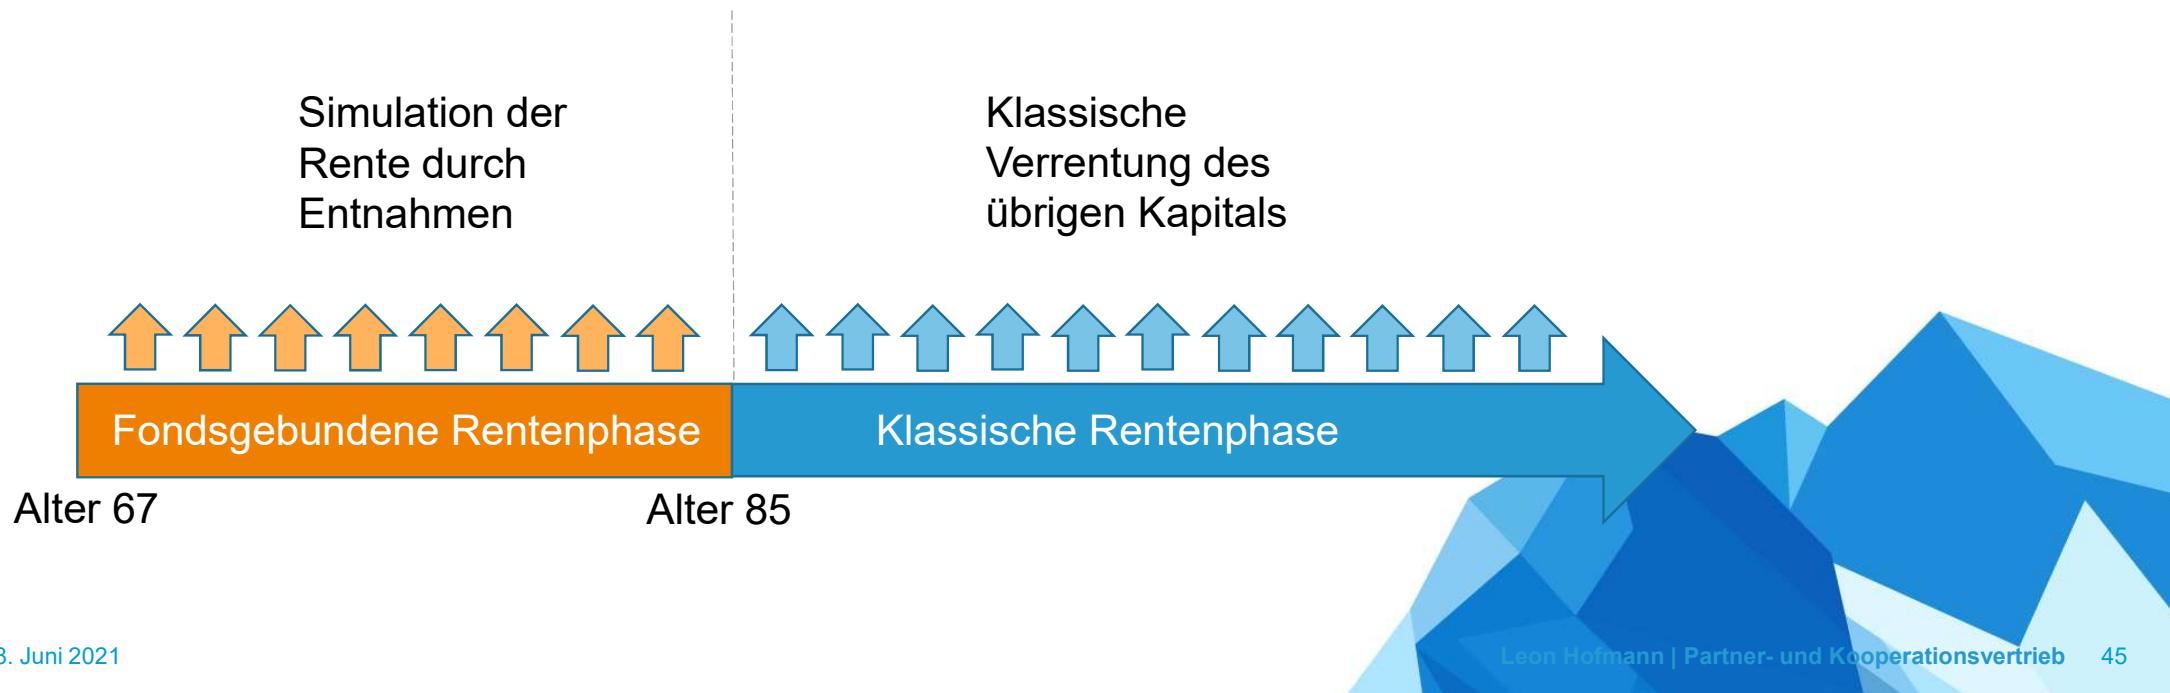 Simulation der
Rente durch
Entnahmen
Klassische
Verrentung des
übrigen Kapitals
Fondsgebundene Rentenphase
Klassische Rentenphase
Alter 67
Alter 85
. Juni 2021
Leon Hofmann | Partner- und Kooperationsvertrieb
45